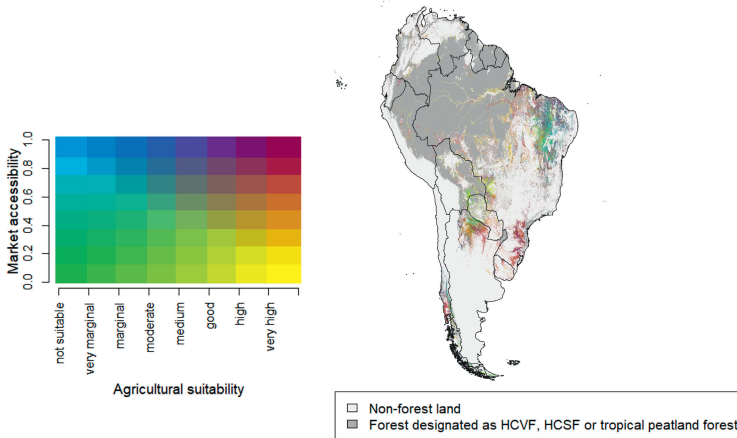 Market accessibility
1.0
0.8
0.6
0.4
0.2
0.0
not suitable
very marginal
marginal
moderate
medium
good
high
very high
Agricultural suitability
Non-forest land
Forest designated as HCVF, HCSF or tropical peatland forest